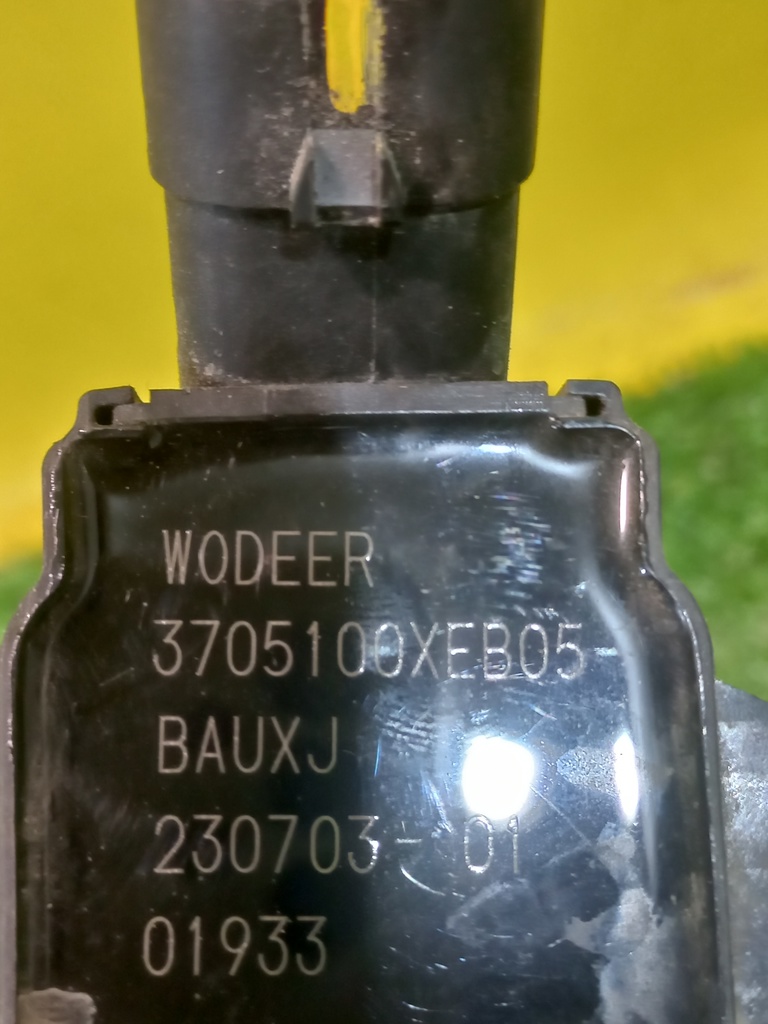 WODEER
3705100XEB05
BAUXJ
230703-01
01933